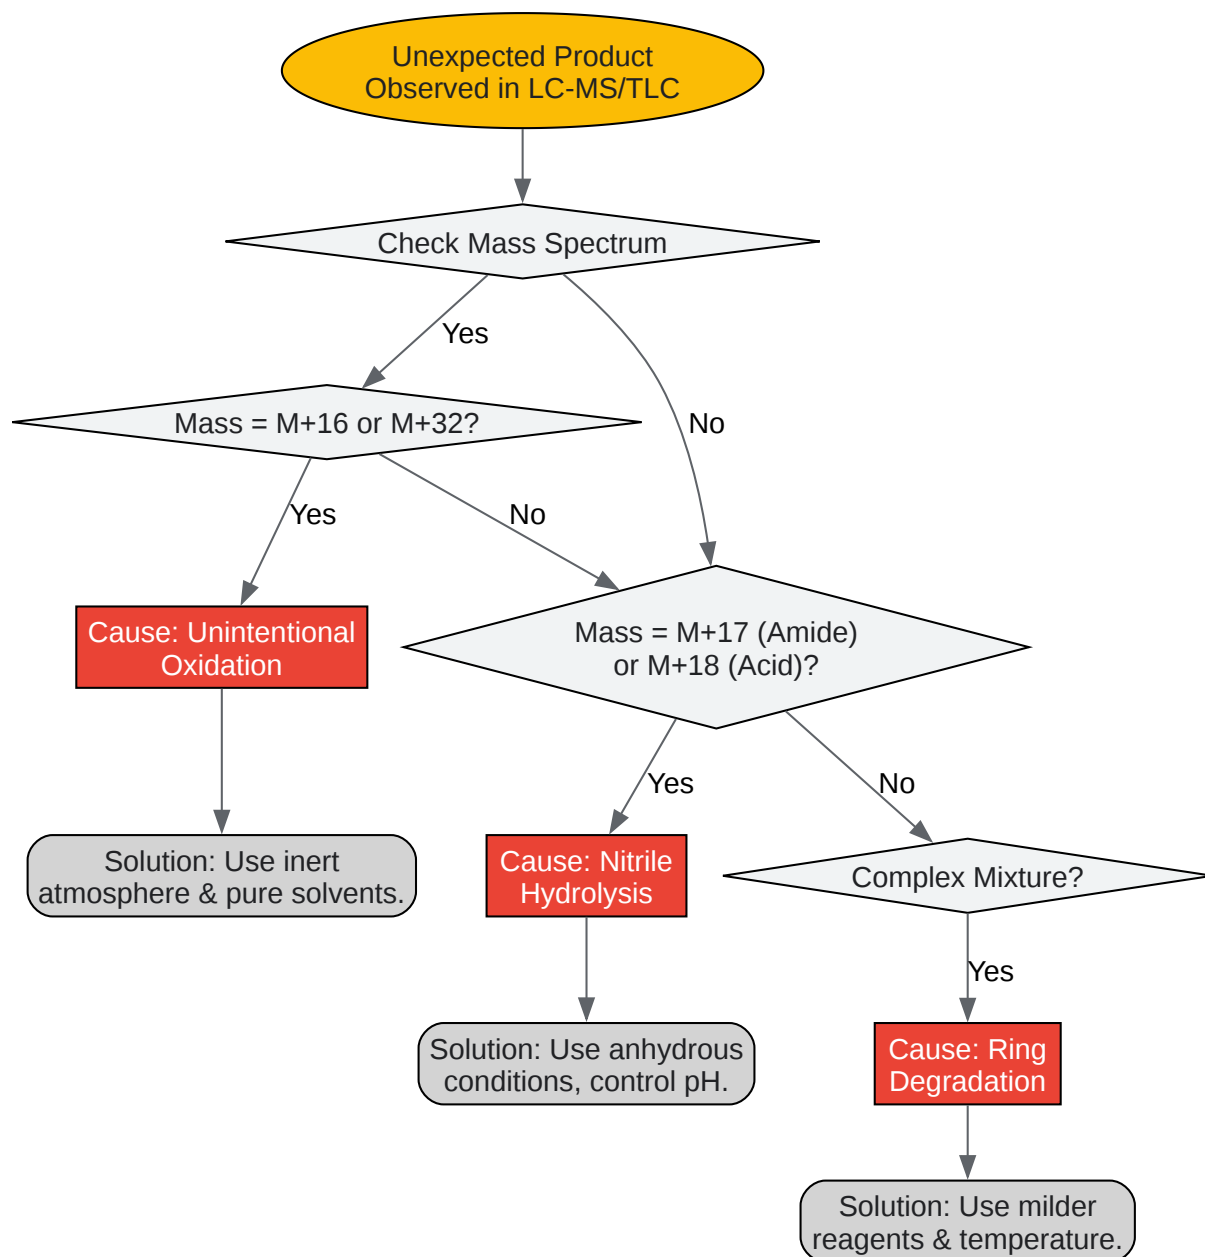 Unexpected Product
Observed in LC-MS/TLC
Check Mass Spectrum
Yes
No
Mass = M+16 or M+32?
Yes
No
Cause: Unintentional
Oxidation
Mass = M+17 (Amide)
or M+18 (Acid)?
Yes
No
Solution: Use inert
atmosphere & pure solvents.
Cause: Nitrile
Hydrolysis
Complex Mixture?
Yes
Solution: Use anhydrous
conditions, control pH.
Cause: Ring
Degradation
Solution: Use milder
reagents & temperature.